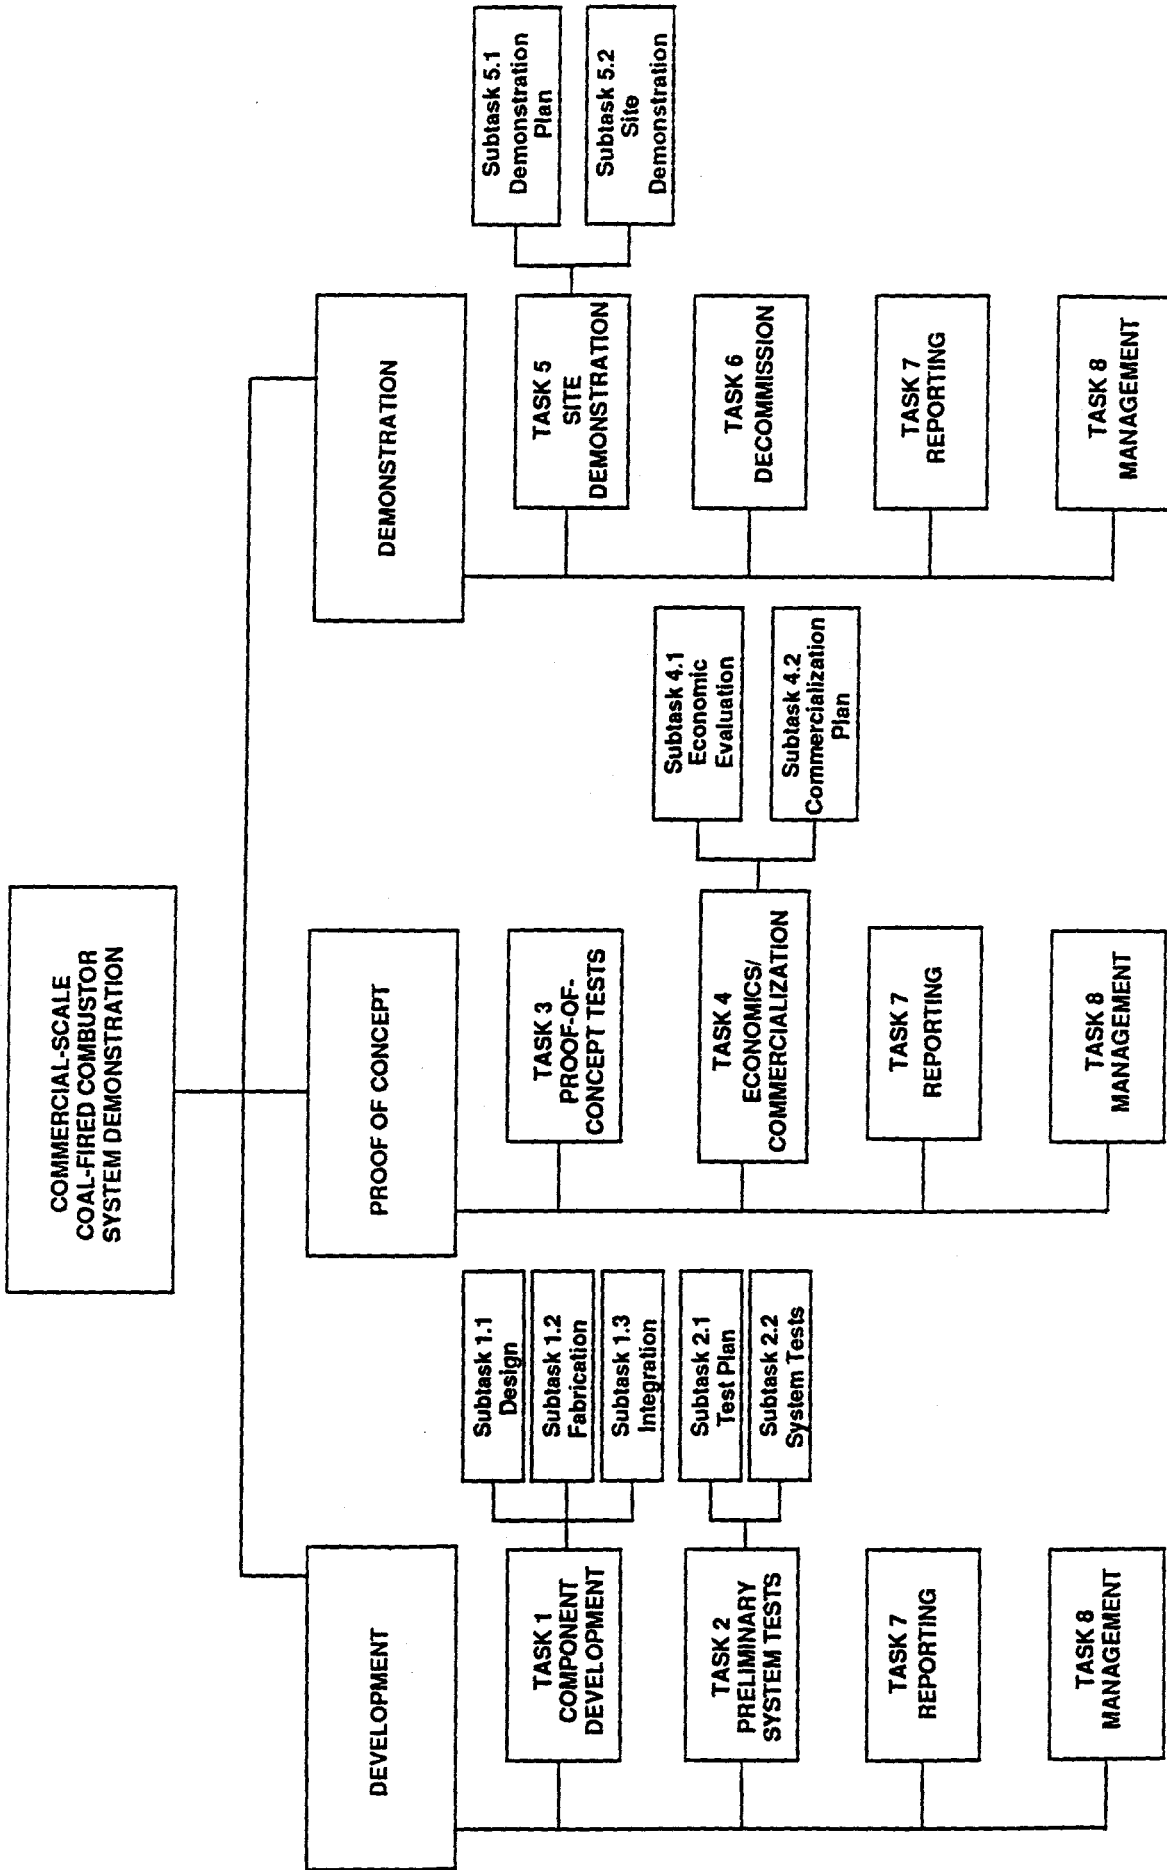 COMMERCIAL-SCALE
COAL-FIRED COMBUSTOR
SYSTEM DEMONSTRATION
DEVELOPMENT
TASK 1
COMPONENT
DEVELOPMENT
Subtask 1.1
Design
Subtask 1.2
Fabrication
Subtask 1.3
Integration
TASK 2
PRELIMINARY
SYSTEM TESTS
Subtask 2.1
Test Plan
Subtask 2.2
System Tests
TASK 7
REPORTING
TASK 8
MANAGEMENT
PROOF OF CONCEPT
TASK 3
PROOF-OF-
CONCEPT TESTS
TASK 4
ECONOMICS/
COMMERCIALIZATION
Subtask 4.1
Economic
Evaluation
Subtask 4.2
Commercialization
Plan
TASK 7
REPORTING
TASK 8
MANAGEMENT
DEMONSTRATION
TASK 5
SITE
DEMONSTRATION
Subtask 5.1
Demonstration
Plan
Subtask 5.2
Site
Demonstration
TASK 6
DECOMMISSION
TASK 7
REPORTING
TASK 8
MANAGEMENT